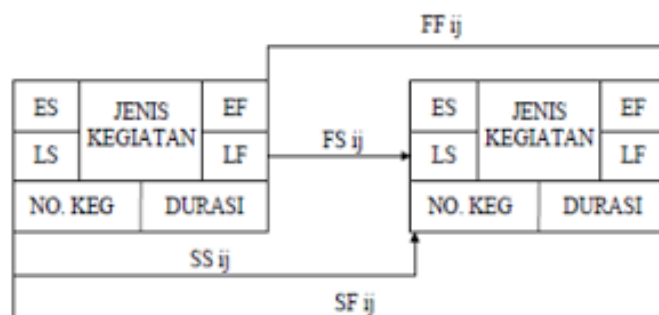 FF ij
ES JENIS KEGIATAN EF
LS LF
NO. KEG DURASI
FS ij
ES JENIS KEGIATAN EF
LS LF
NO. KEG DURASI
SS ij
SF ij